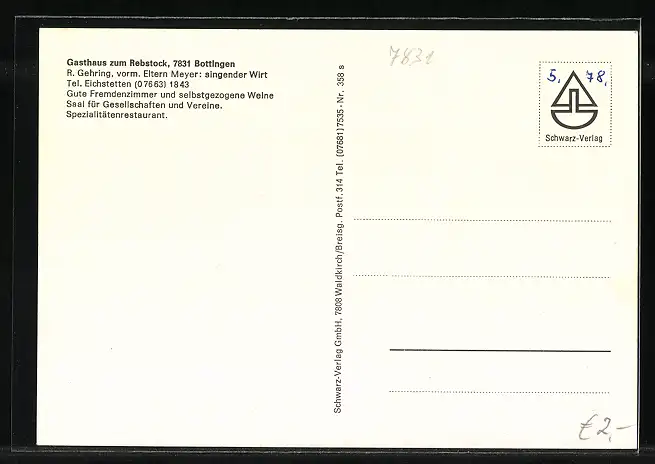 Gasthaus zum Rebstock, 7831 Bottingen
R. Gehring, vorm. Eltern Meyer: singender Wirt
Tel. Eichstetten (07663) 1843
Gute Fremdenzimmer und selbstgezogene Weine
Saal für Gesellschaften und Vereine.
Spezialitätenrestaurant.
Schwarz-Verlag GmbH, 7808 Waldkirch/Breisg. Postf. 314 Tel. (07681) 7535 - Nr. 358 s
7831
5. 78.
Schwarz-Verlag
€ 2,-